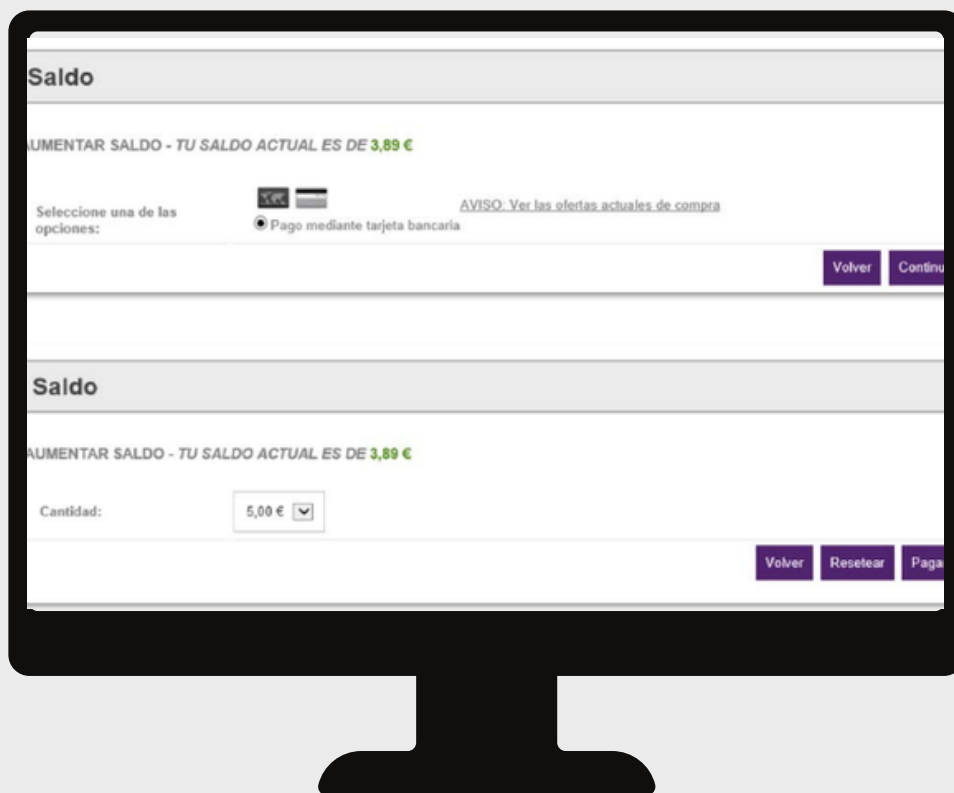 Saldo
AUMENTAR SALDO - TU SALDO ACTUAL ES DE 3,89 €
Seleccione una de las
opciones:
Pago mediante tarjeta bancaria
AVISO: Ver las ofertas actuales de compra
Volver Continu
Saldo
AUMENTAR SALDO - TU SALDO ACTUAL ES DE 3,89 €
Cantidad: 5,00 €
Volver Resetear Paga